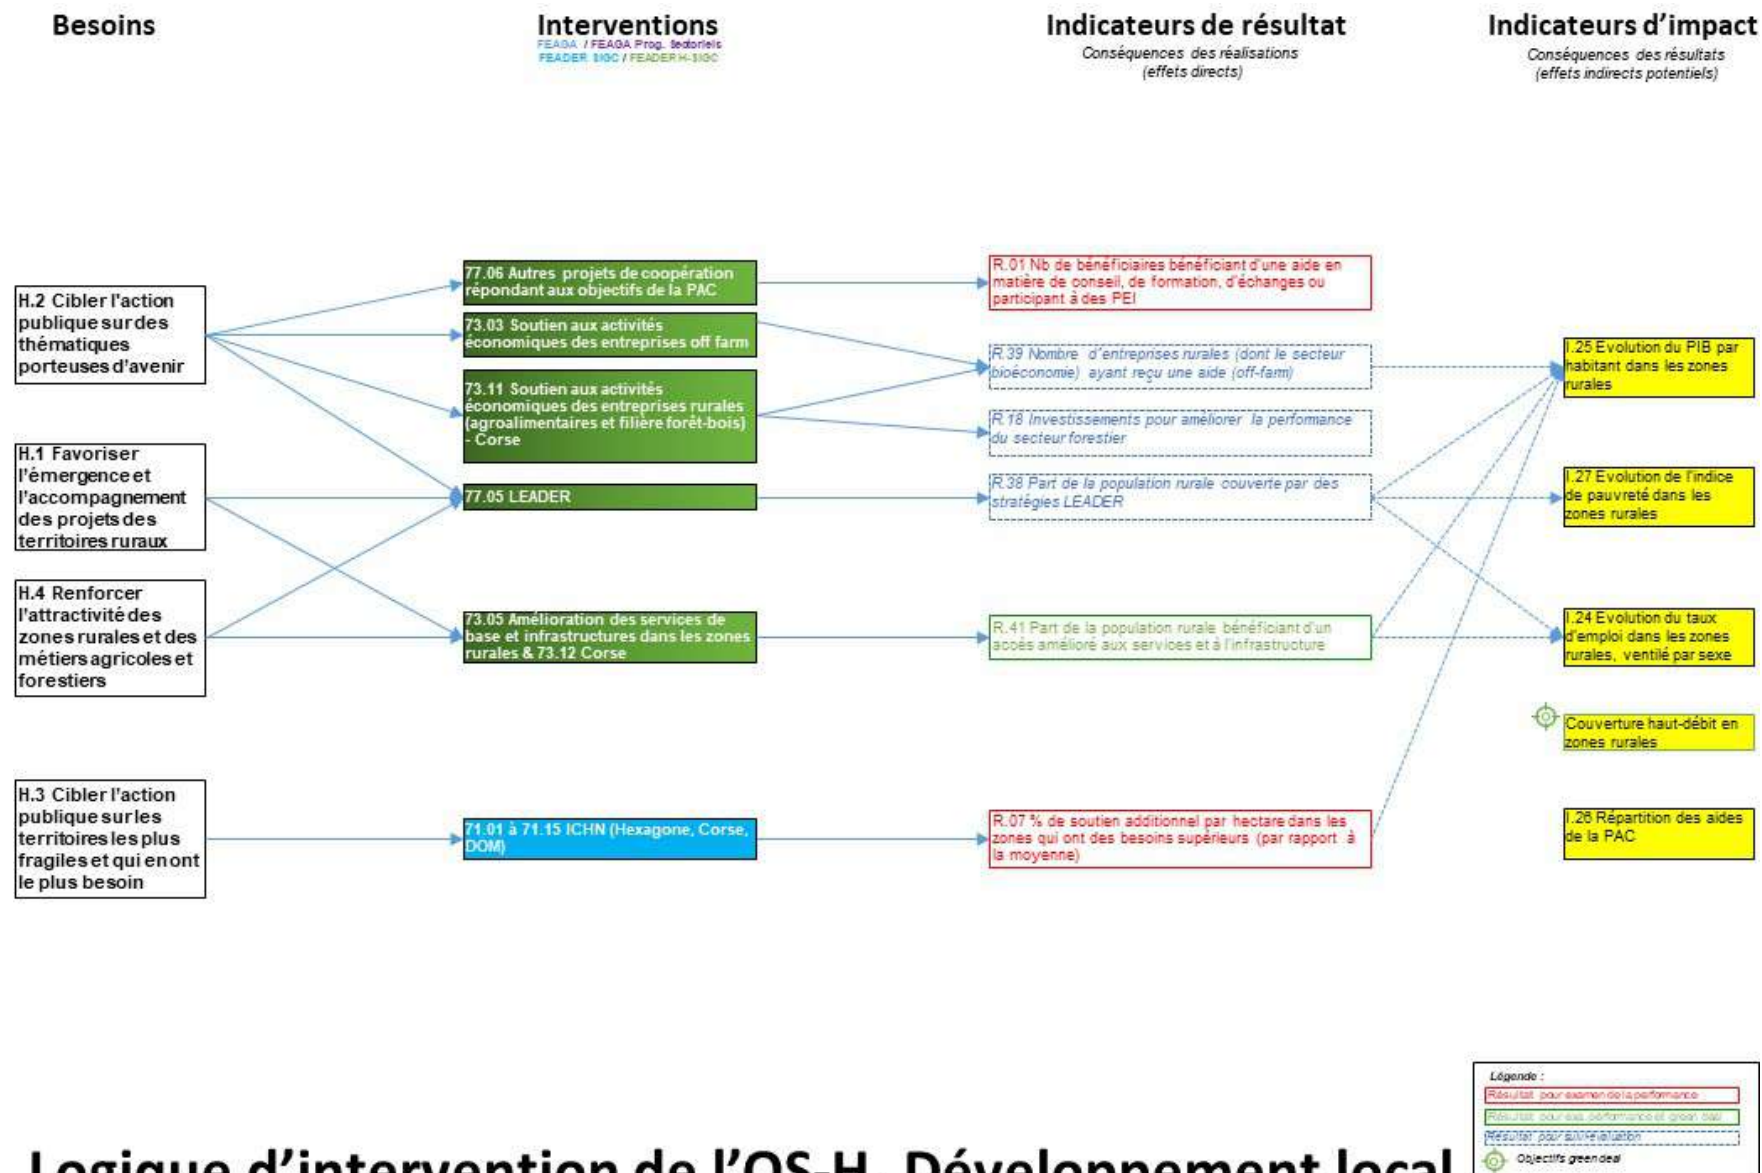 Besoins
Interventions
FEAGA / FEAGA Prog. Sectoriels
FEADER SIGC / FEADER H-SIGC
Indicateurs de résultat
Conséquences des réalisations
(effets directs)
Indicateurs d’impact
Conséquences des résultats
(effets indirects potentiels)
H.2 Cibler l'action
publique sur des
thématiques
porteuses d'avenir
H.1 Favoriser
l'émergence et
l'accompagnement
des projets des
territoires ruraux
H.4 Renforcer
l'attractivité des
zones rurales et des
métiers agricoles et
forestiers
H.3 Cibler l'action
publique sur les
territoires les plus
fragiles et qui en ont
le plus besoin
77.06 Autres projets de coopération
répondant aux objectifs de la PAC
73.03 Soutien aux activités
économiques des entreprises off farm
73.11 Soutien aux activités
économiques des entreprises rurales
(agroalimentaires et filière forêt-bois)
- Corse
77.05 LEADER
73.05 Amélioration des services de
base et infrastructures dans les zones
rurales & 73.12 Corse
71.01 à 71.15 ICHN (Hexagone, Corse,
DOM)
R.01 Nb de bénéficiaires bénéficiant d'une aide en
matière de conseil, de formation, d'échanges ou
participant à des PEI
R.39 Nombre d'entreprises rurales (dont le secteur
bioéconomie) ayant reçu une aide (off-farm)
R.18 Investissements pour améliorer la performance
du secteur forestier
R.38 Part de la population rurale couverte par des
stratégies LEADER
R.41 Part de la population rurale bénéficiant d'un
accès amélioré aux services et à l'infrastructure
R.07 % de soutien additionnel par hectare dans les
zones qui ont des besoins supérieurs (par rapport à
la moyenne)
I.25 Evolution du PIB par
habitant dans les zones
rurales
I.27 Evolution de l'indice
de pauvreté dans les
zones rurales
I.24 Evolution du taux
d'emploi dans les zones
rurales, ventilé par sexe
Couverture haut-débit en
zones rurales
I.26 Répartition des aides
de la PAC
Légende :
Résultat pour examen de la performance
Résultat pour exa. performance et green deal
Résultat pour suivi-évaluation
Objectifs green deal
Logique d’intervention de l’OS-H Développement local